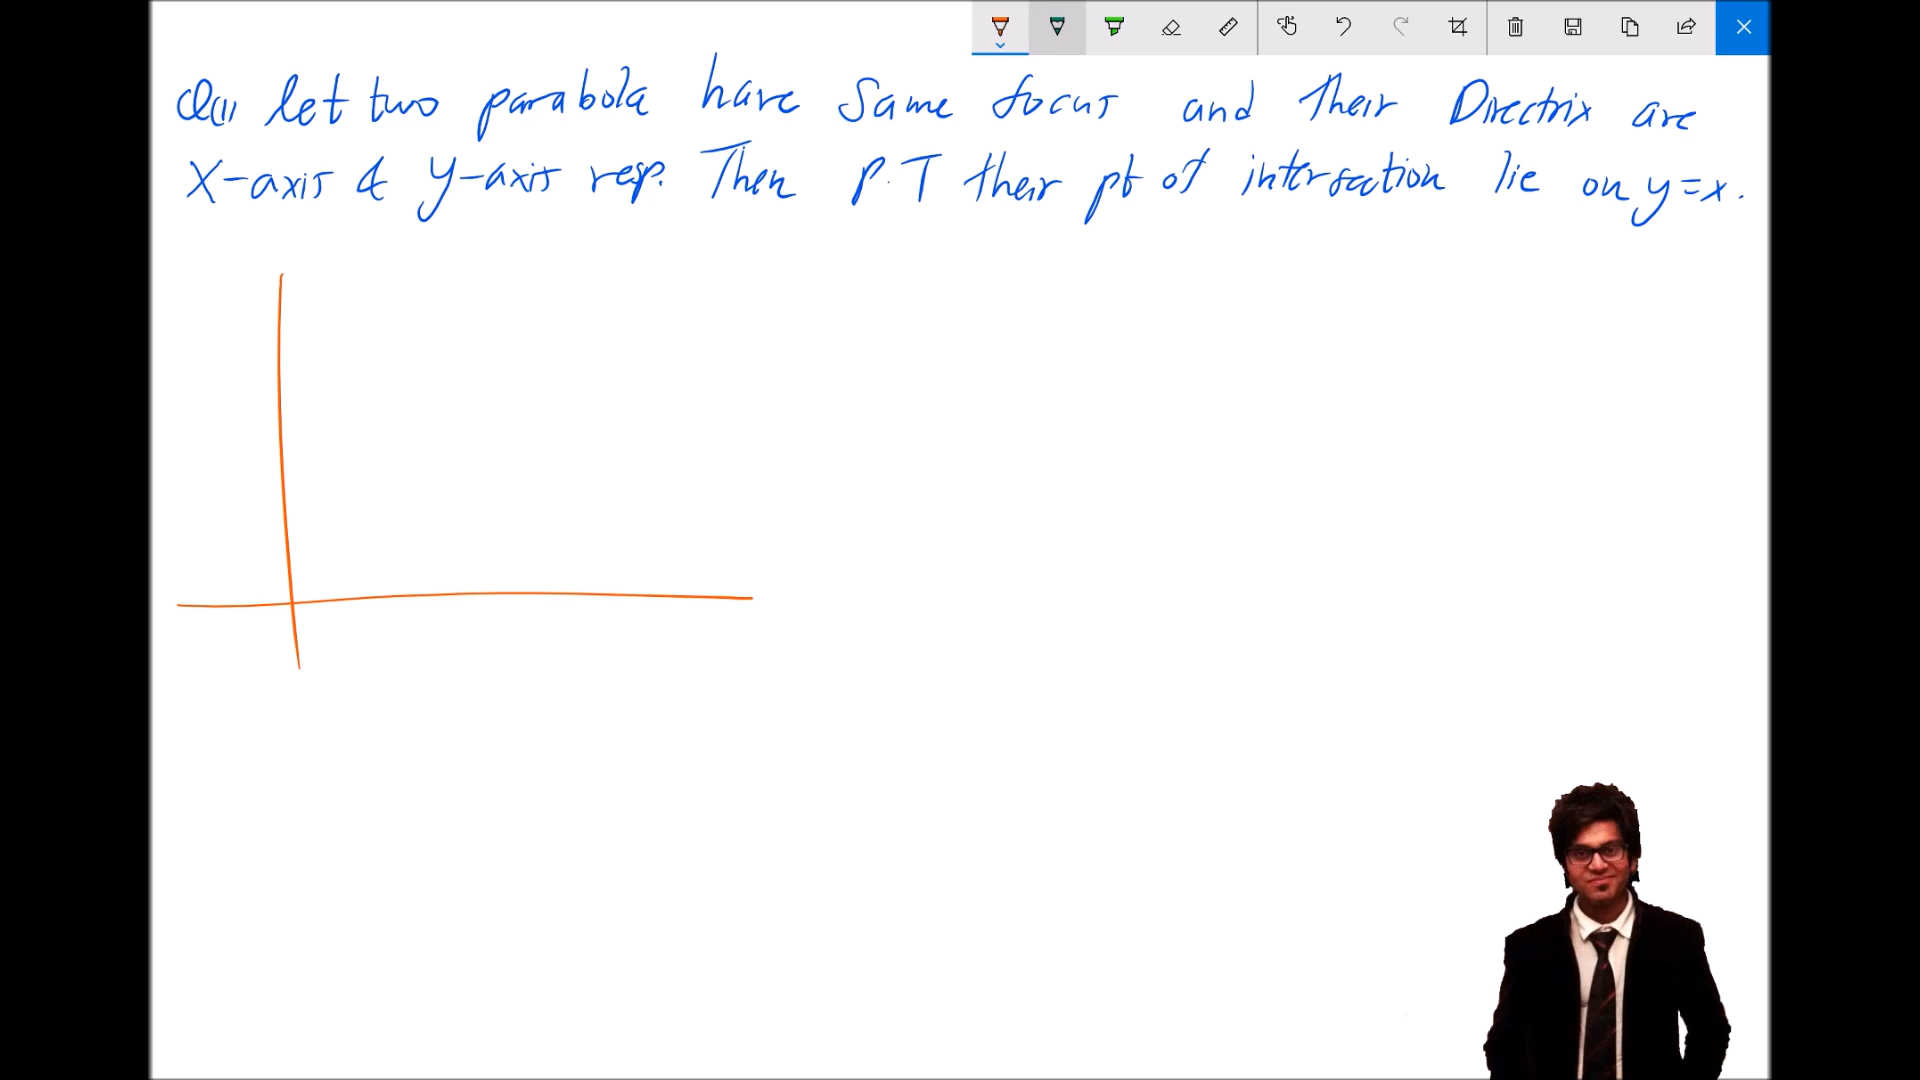 Q(1) let two parabola have Same focus and their Directrix are
X-axis & Y-axis resp. Then P.T their pt of intersection lie on y=x.